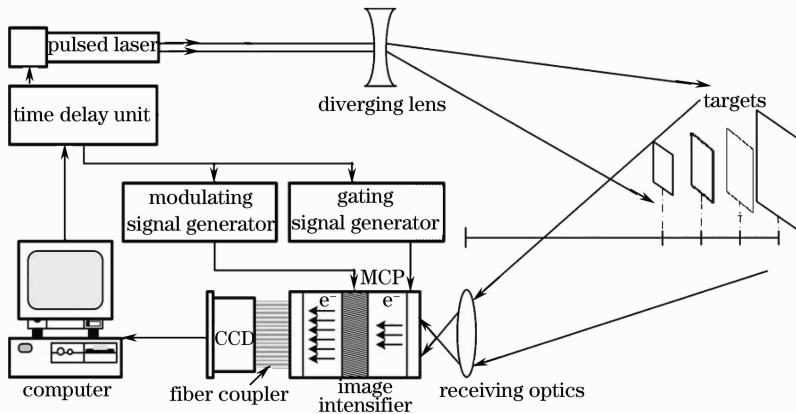 pulsed laser
diverging lens
targets
time delay unit
modulating
signal generator
gating
signal generator
MCP
e⁻
e⁻
CCD
computer
fiber coupler
image
intensifier
receiving optics